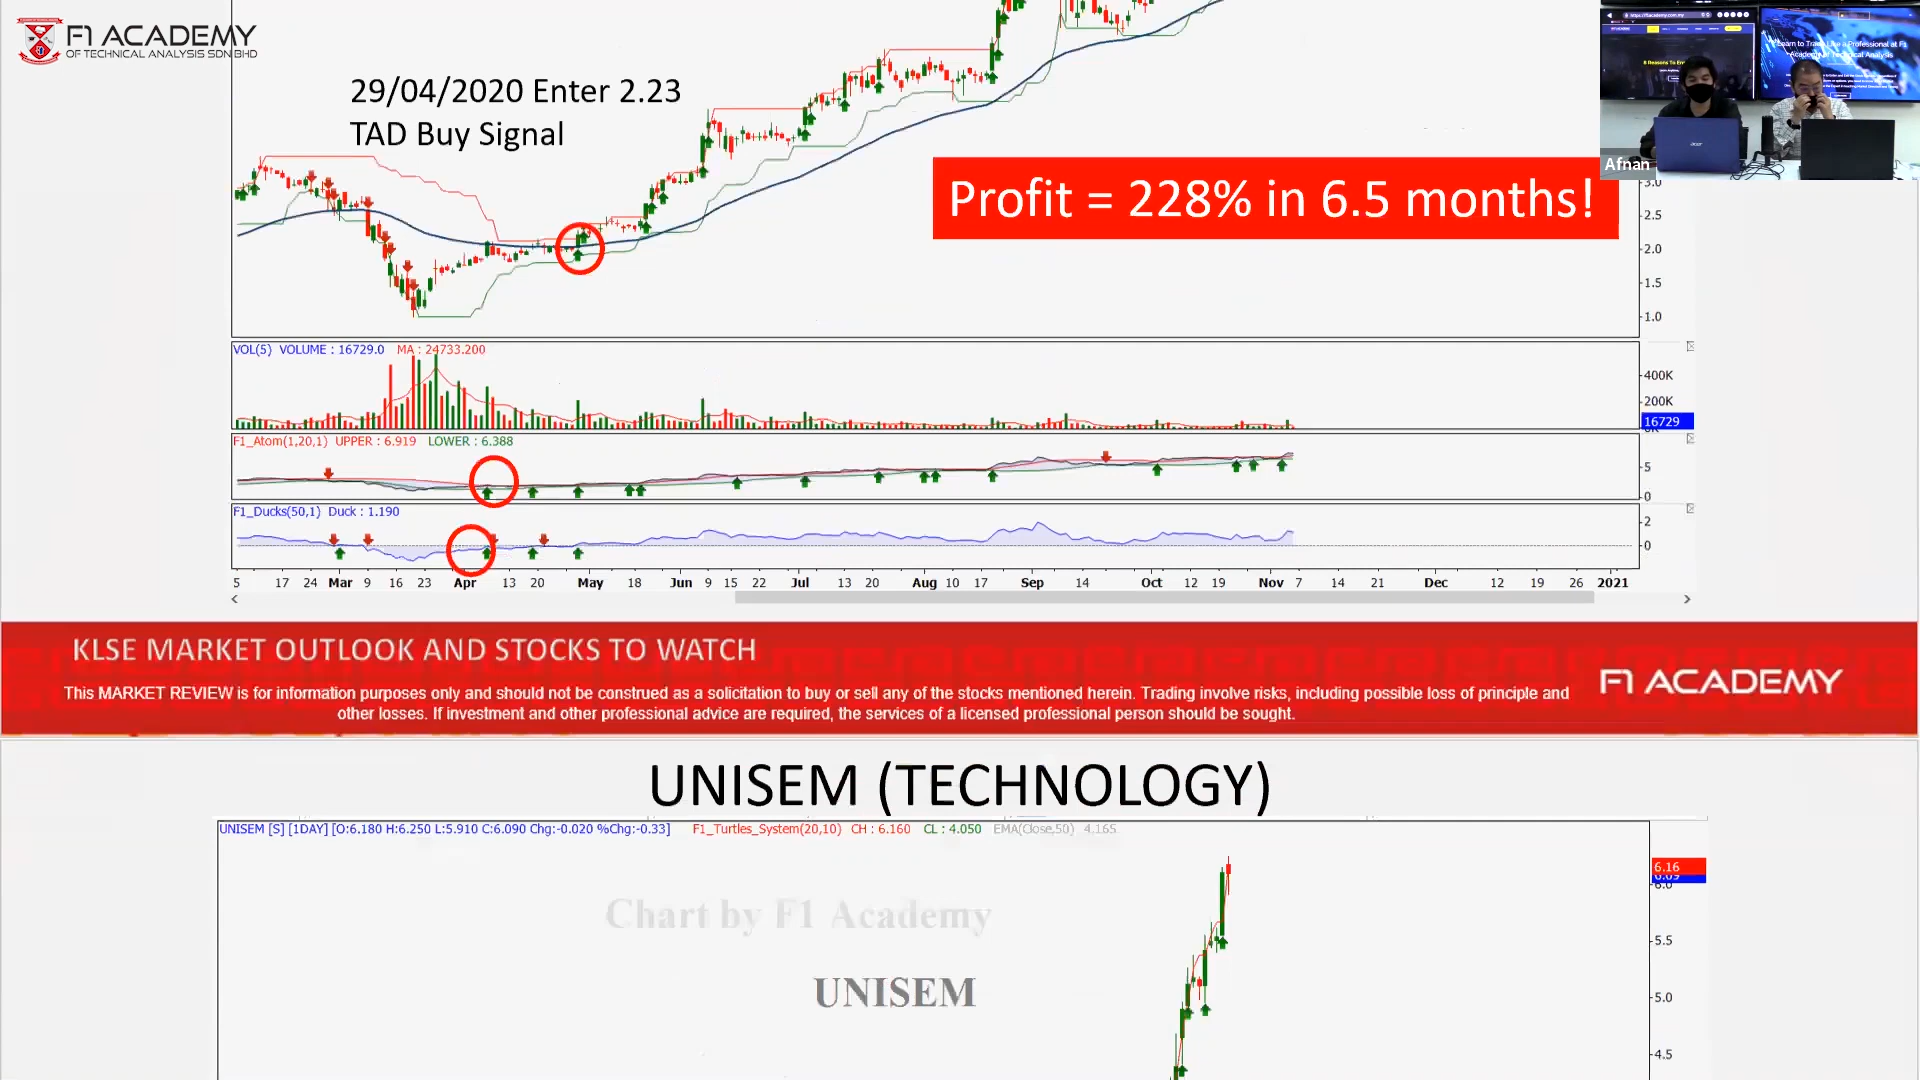 F1 ACADEMY
OF TECHNICAL ANALYSIS SDN BHD
29/04/2020 Enter 2.23
TAD Buy Signal
Profit = 228% in 6.5 months!
Afnan
3.0
2.5
2.0
1.5
1.0
VOL(5) VOLUME : 16729.0 MA : 24733.200
400K
200K
16729
F1_Atom(1,20,1) UPPER : 6.919 LOWER : 6.388
5
0
F1_Ducks(50,1) Duck : 1.190
2
0
5 17 24 Mar 9 16 23 Apr 13 20 May 18 Jun 9 15 22 Jul 13 20 Aug 10 17 Sep 14 Oct 12 19 Nov 7 14 21 Dec 12 19 26 2021
KLSE MARKET OUTLOOK AND STOCKS TO WATCH
This MARKET REVIEW is for information purposes only and should not be construed as a solicitation to buy or sell any of the stocks mentioned herein. Trading involve risks, including possible loss of principle and
other losses. If investment and other professional advice are required, the services of a licensed professional person should be sought.
F1 ACADEMY
UNISEM (TECHNOLOGY)
UNISEM [S] [1DAY] [O:6.180 H:6.250 L:5.910 C:6.090 Chg:-0.020 %Chg:-0.33] F1_Turtles_System(20,10) CH : 6.160 CL : 4.050 EMA(Close,50) 4.165
6.16
6.09
6.0
Chart by F1 Academy
5.5
UNISEM
5.0
4.5